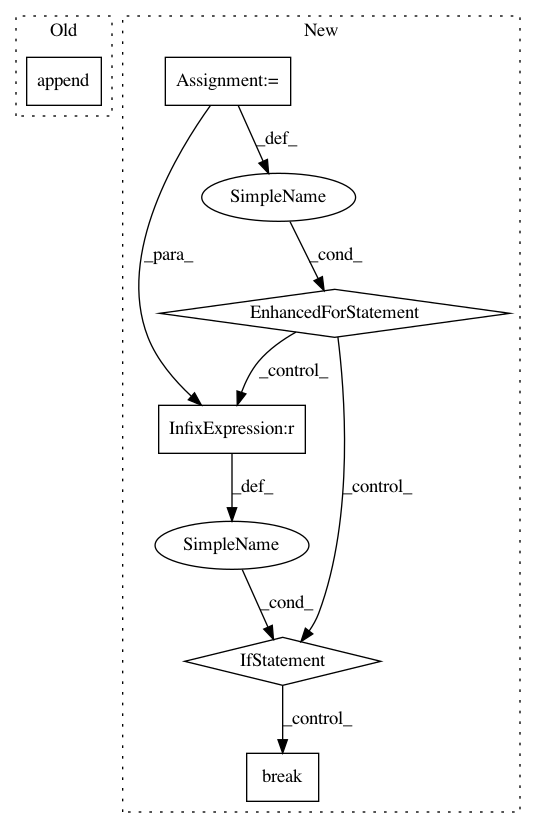 Old
New
append
Assignment:=
_def_
SimpleName
_para_
_cond_
EnhancedForStatement
_control_
InfixExpression:r
_def_
_control_
SimpleName
_cond_
IfStatement
_control_
break